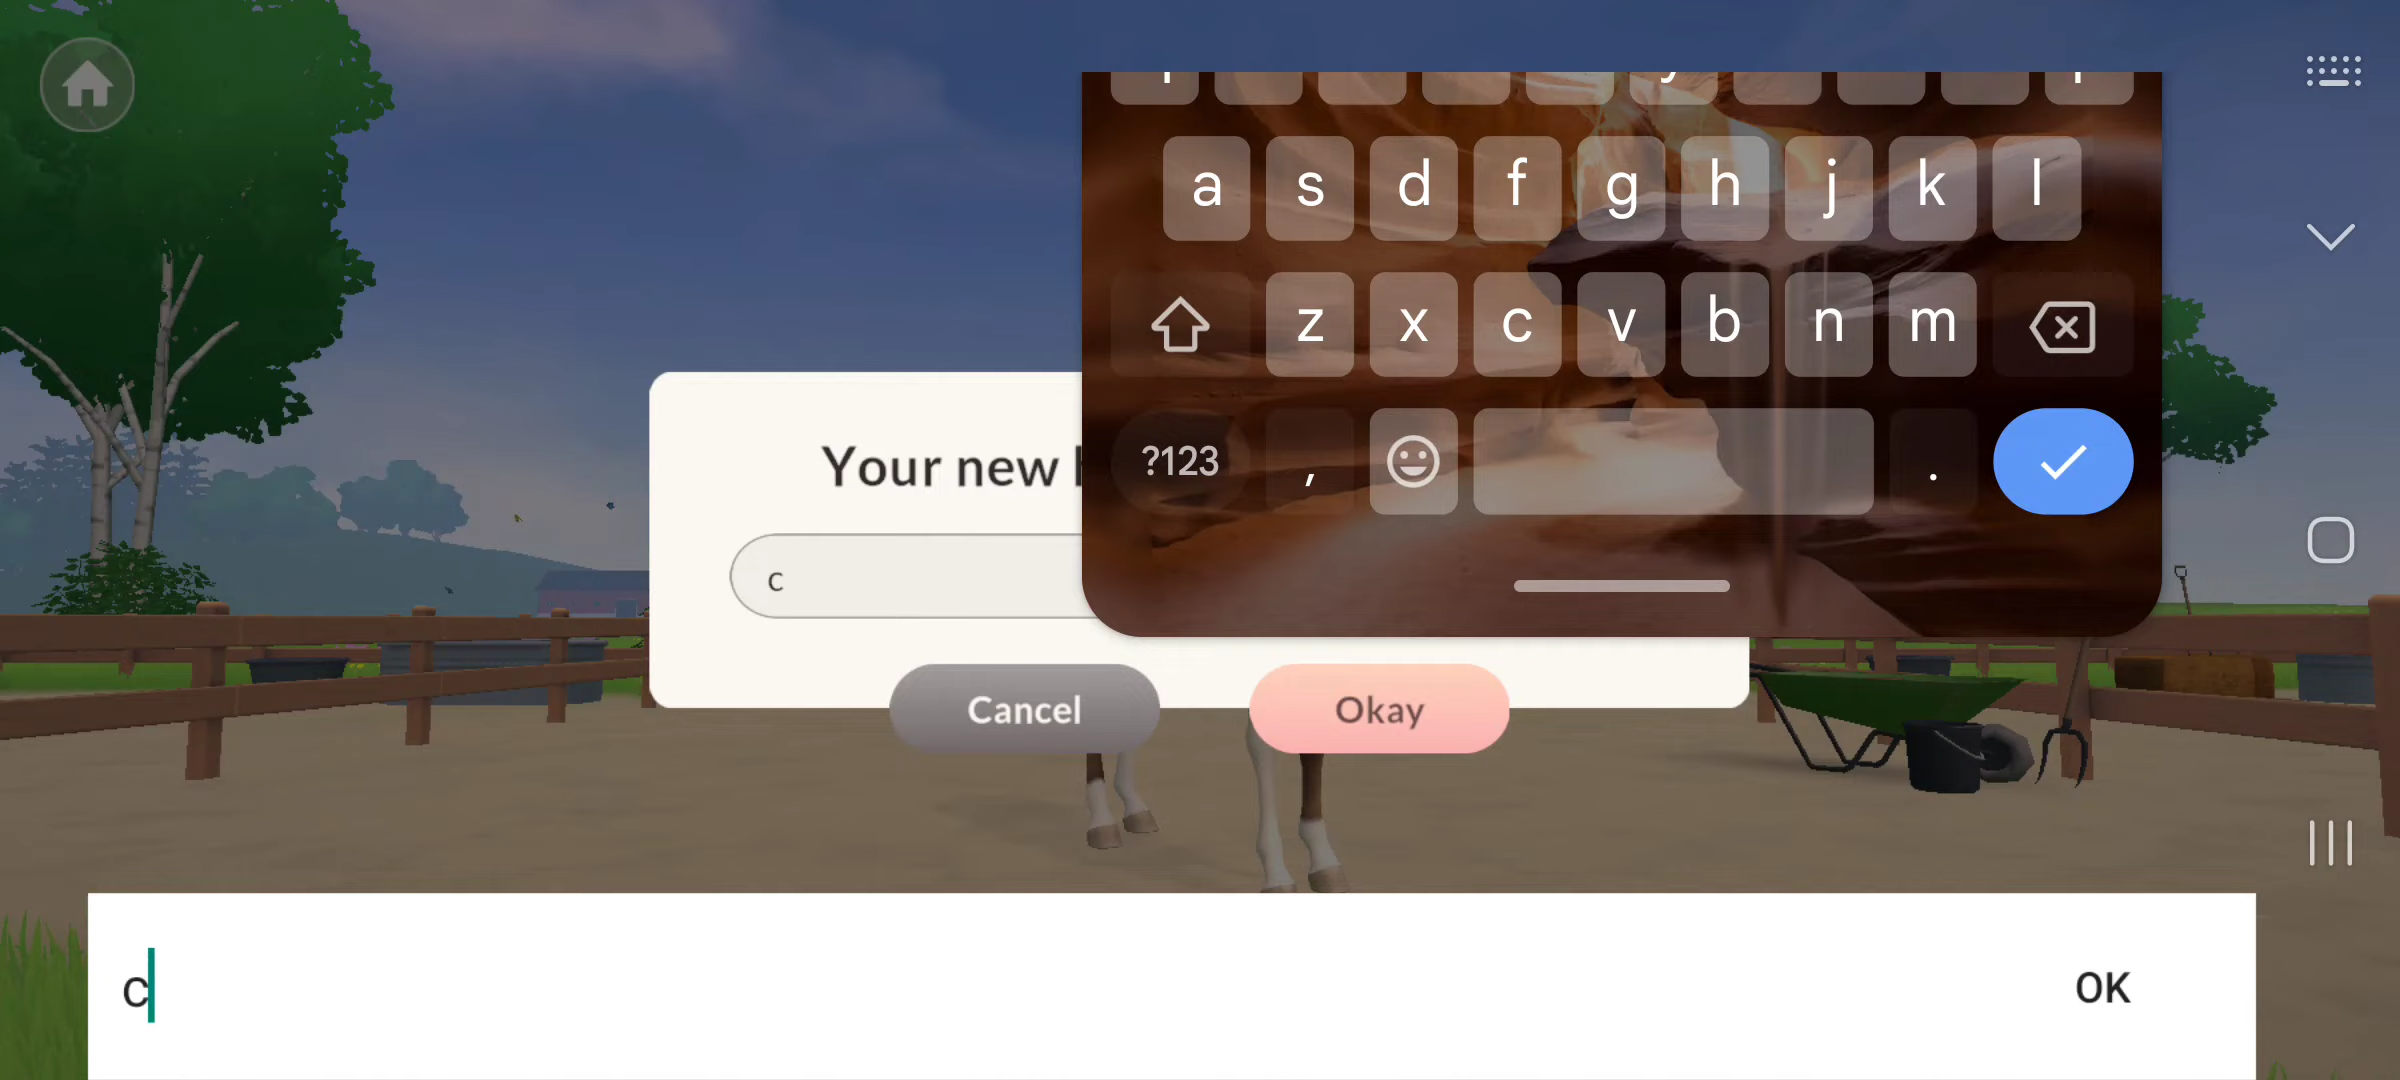 a s d f g h j k l
z x c v b n m
?123 , .
Your new
c
Cancel Okay
c
OK